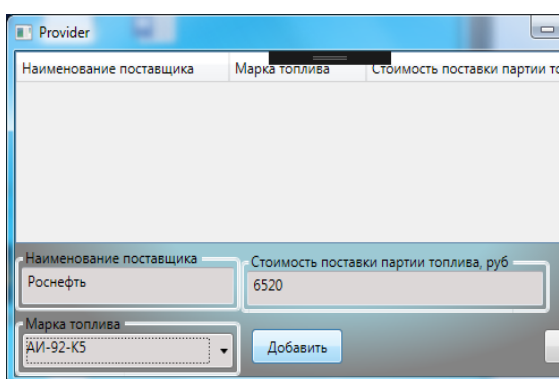 Provider
Наименование поставщика Марка топлива Стоимость поставки партии то
Наименование поставщика Стоимость поставки партии топлива, руб
Роснефть 6520
Марка топлива
АИ-92-К5 Добавить